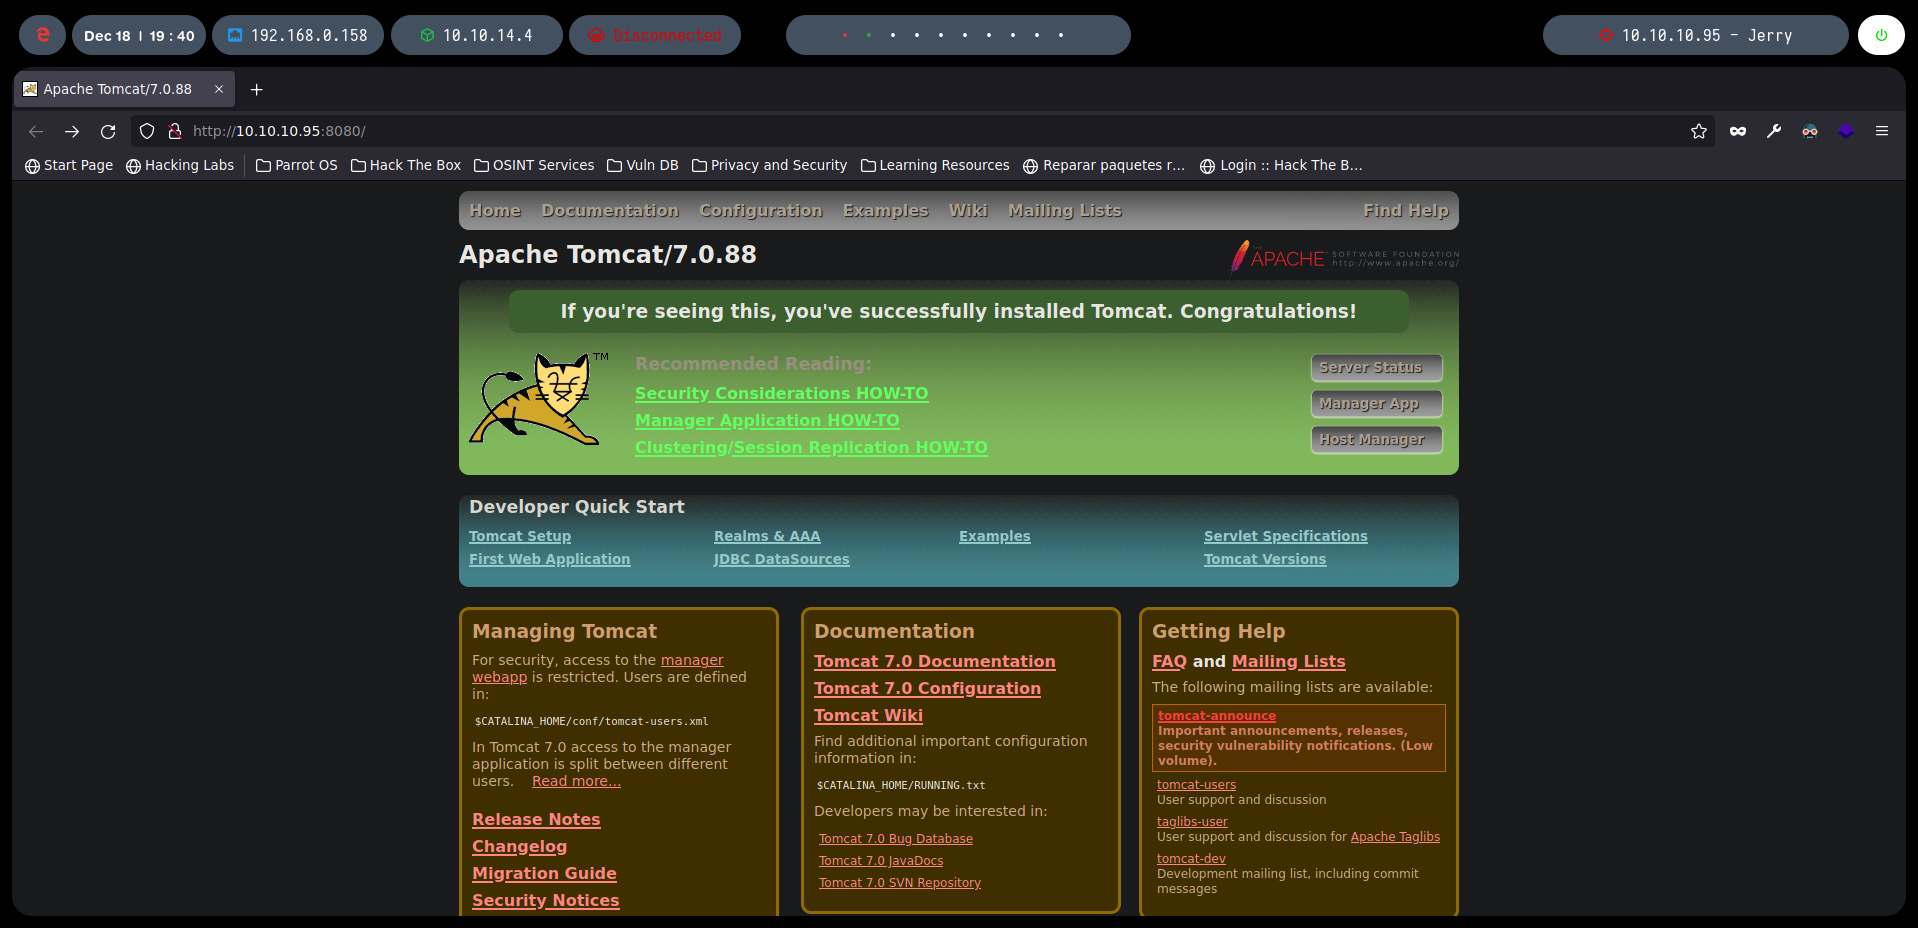 Dec 18 | 19 : 40
192.168.0.158
10.10.14.4
Disconnected
10.10.10.95 - Jerry
Apache Tomcat/7.0.88
http://10.10.10.95:8080/
Start Page
Hacking Labs
Parrot OS
Hack The Box
OSINT Services
Vuln DB
Privacy and Security
Learning Resources
Reparar paquetes r...
Login :: Hack The B...
Home
Documentation
Configuration
Examples
Wiki
Mailing Lists
Find Help
Apache Tomcat/7.0.88
THE
APACHE
SOFTWARE FOUNDATION
http://www.apache.org/
If you're seeing this, you've successfully installed Tomcat. Congratulations!
TM
Recommended Reading:
Security Considerations HOW-TO
Manager Application HOW-TO
Clustering/Session Replication HOW-TO
Server Status
Manager App
Host Manager
Developer Quick Start
Tomcat Setup
First Web Application
Realms & AAA
JDBC DataSources
Examples
Servlet Specifications
Tomcat Versions
Managing Tomcat
For security, access to the manager
webapp is restricted. Users are defined
in:
$CATALINA_HOME/conf/tomcat-users.xml
In Tomcat 7.0 access to the manager
application is split between different
users. Read more...
Release Notes
Changelog
Migration Guide
Security Notices
Documentation
Tomcat 7.0 Documentation
Tomcat 7.0 Configuration
Tomcat Wiki
Find additional important configuration
information in:
$CATALINA_HOME/RUNNING.txt
Developers may be interested in:
Tomcat 7.0 Bug Database
Tomcat 7.0 JavaDocs
Tomcat 7.0 SVN Repository
Getting Help
FAQ and Mailing Lists
The following mailing lists are available:
tomcat-announce
Important announcements, releases,
security vulnerability notifications. (Low
volume).
tomcat-users
User support and discussion
taglibs-user
User support and discussion for Apache Taglibs
tomcat-dev
Development mailing list, including commit
messages